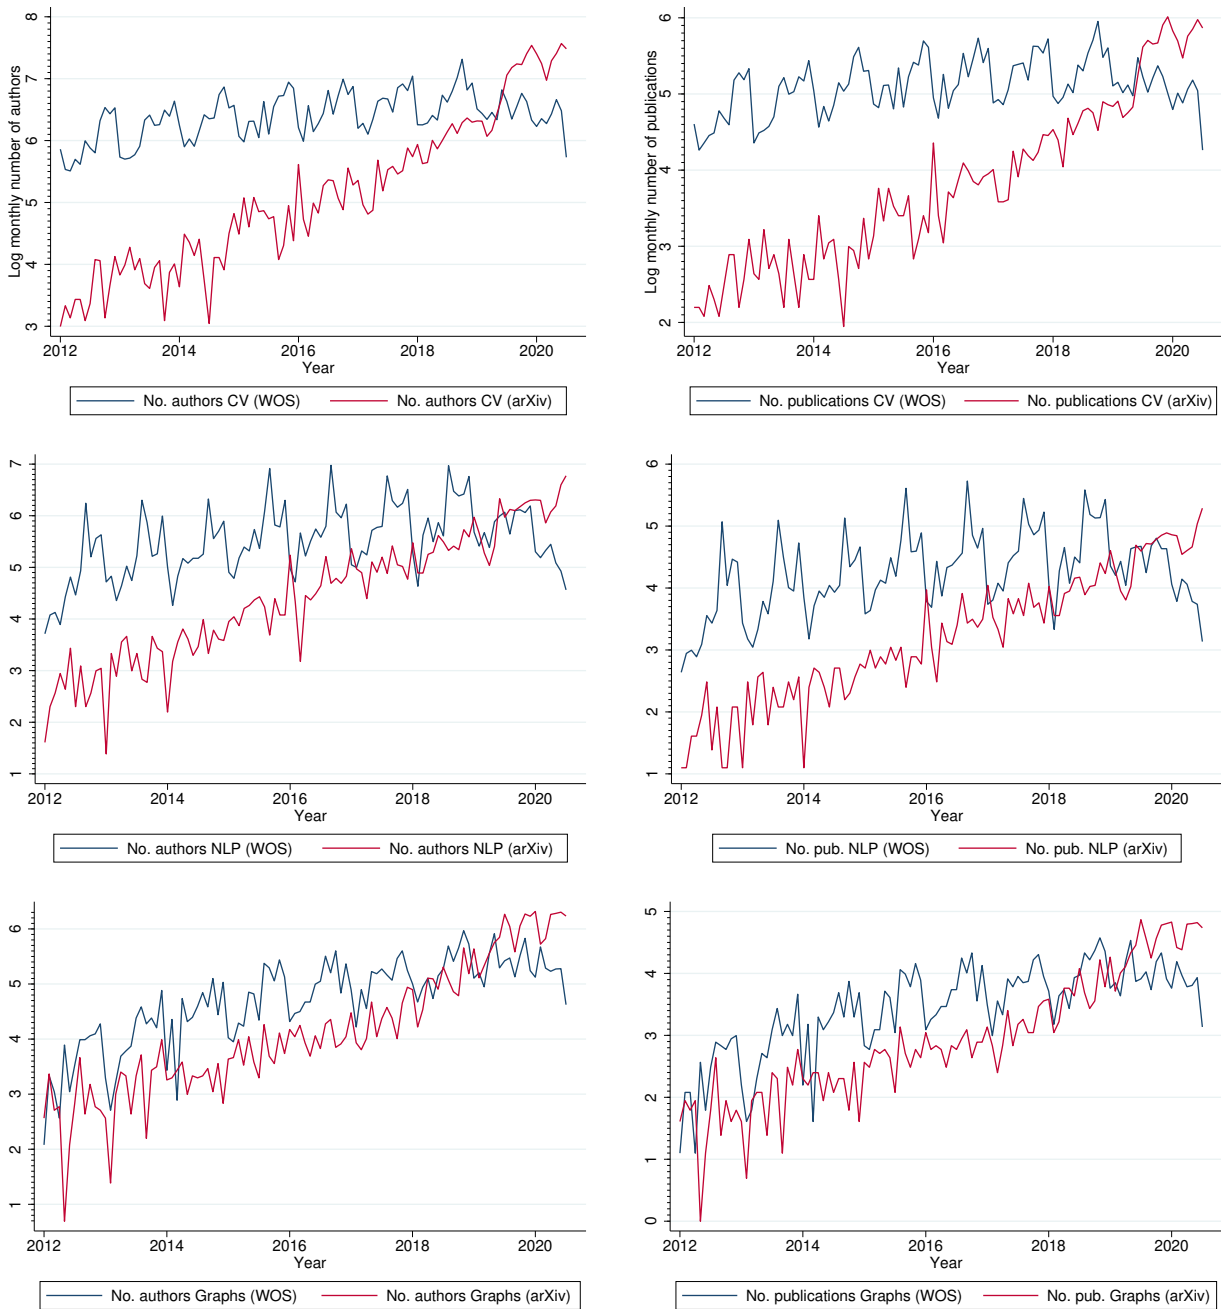 Log monthly number of authors
8
7
6
5
4
3
2012 2014 2016 2018 2020
Year
No. authors CV (WOS) No. authors CV (arXiv)
Log monthly number of publications
6
5
4
3
2
2012 2014 2016 2018 2020
Year
No. publications CV (WOS) No. publications CV (arXiv)
7
6
5
4
3
2
1
2012 2014 2016 2018 2020
Year
No. authors NLP (WOS) No. authors NLP (arXiv)
6
5
4
3
2
1
2012 2014 2016 2018 2020
Year
No. pub. NLP (WOS) No. pub. NLP (arXiv)
6
5
4
3
2
1
2012 2014 2016 2018 2020
Year
No. authors Graphs (WOS) No. authors Graphs (arXiv)
5
4
3
2
1
0
2012 2014 2016 2018 2020
Year
No. publications Graphs (WOS) No. pub. Graphs (arXiv)